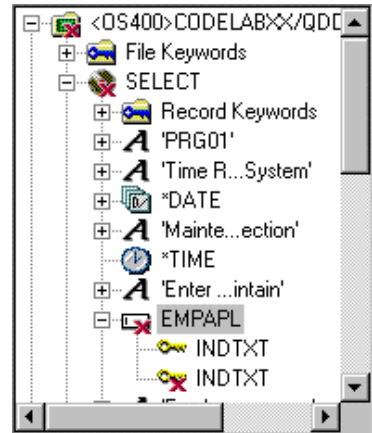 <OS400>CODELABXX/QDD
File Keywords
SELECT
Record Keywords
'PRG01'
'Time R...System'
*DATE
'Mainte...ection'
*TIME
'Enter ...intain'
EMPAPL
INDTXT
INDTXT